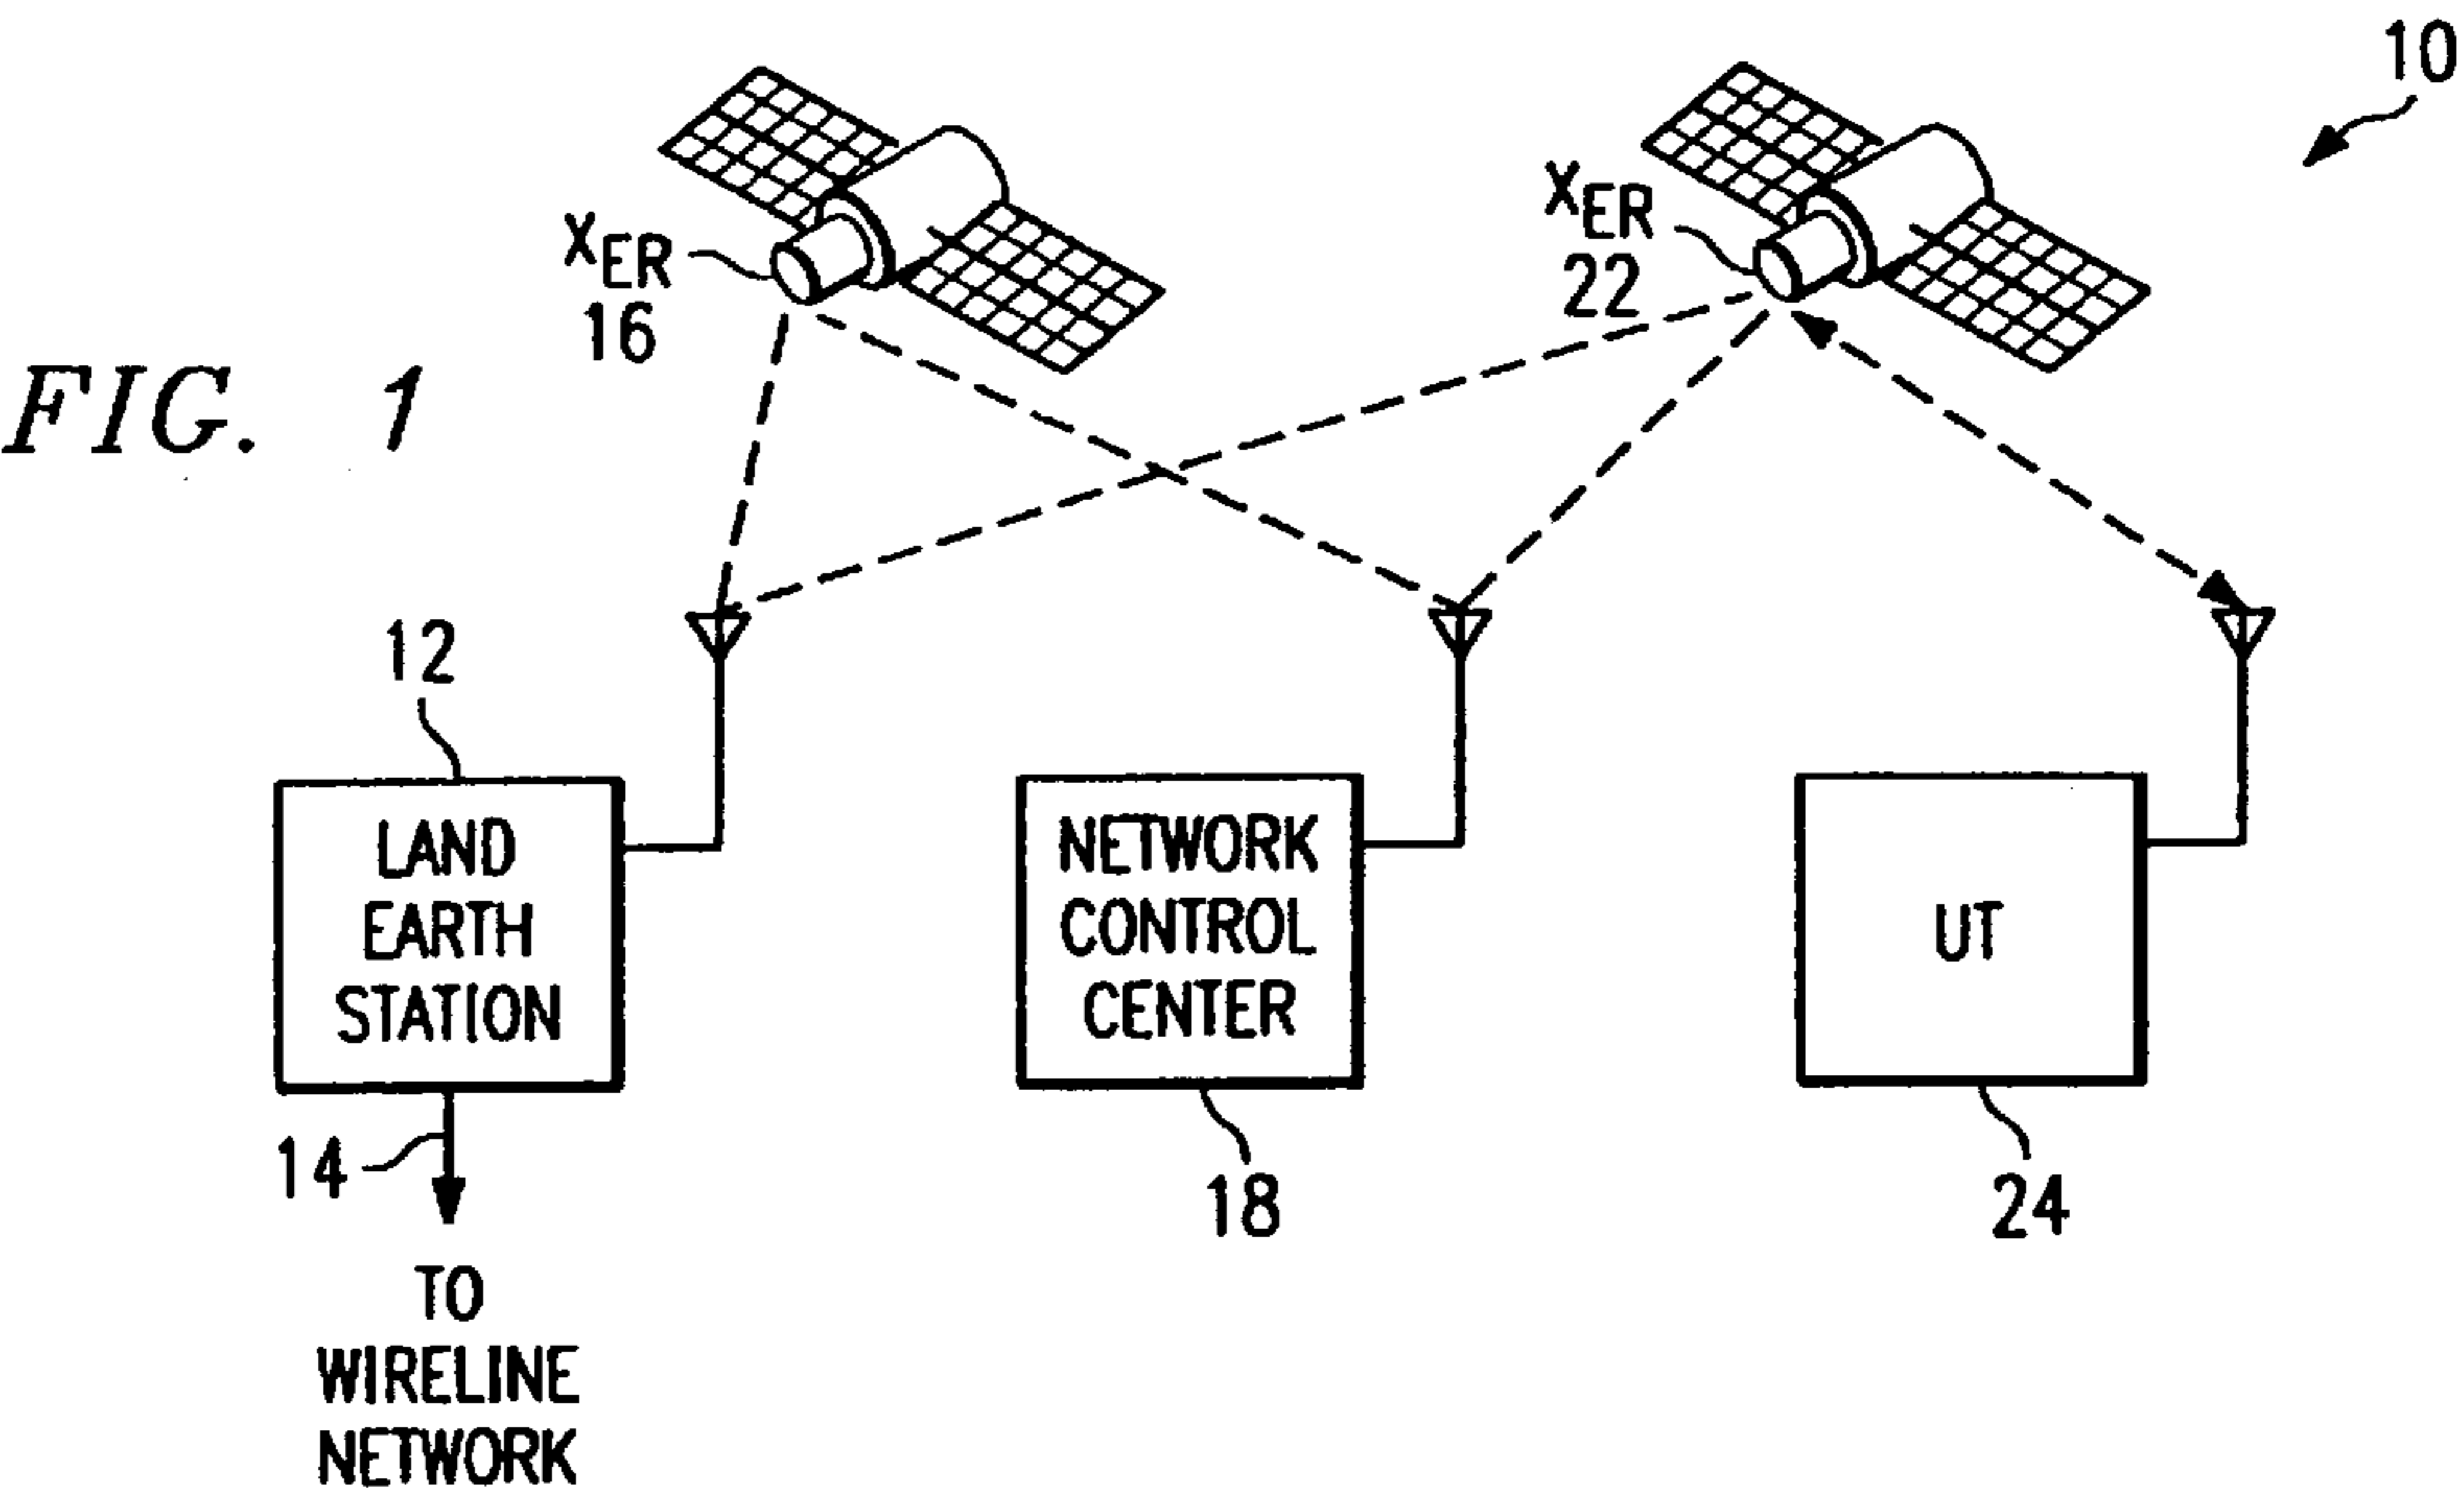 10
XER
16
XER
22
FIG. 1
12
LAND
EARTH
STATION
NETWORK
CONTROL
CENTER
UT
14
18
24
TO
WIRELINE
NETWORK